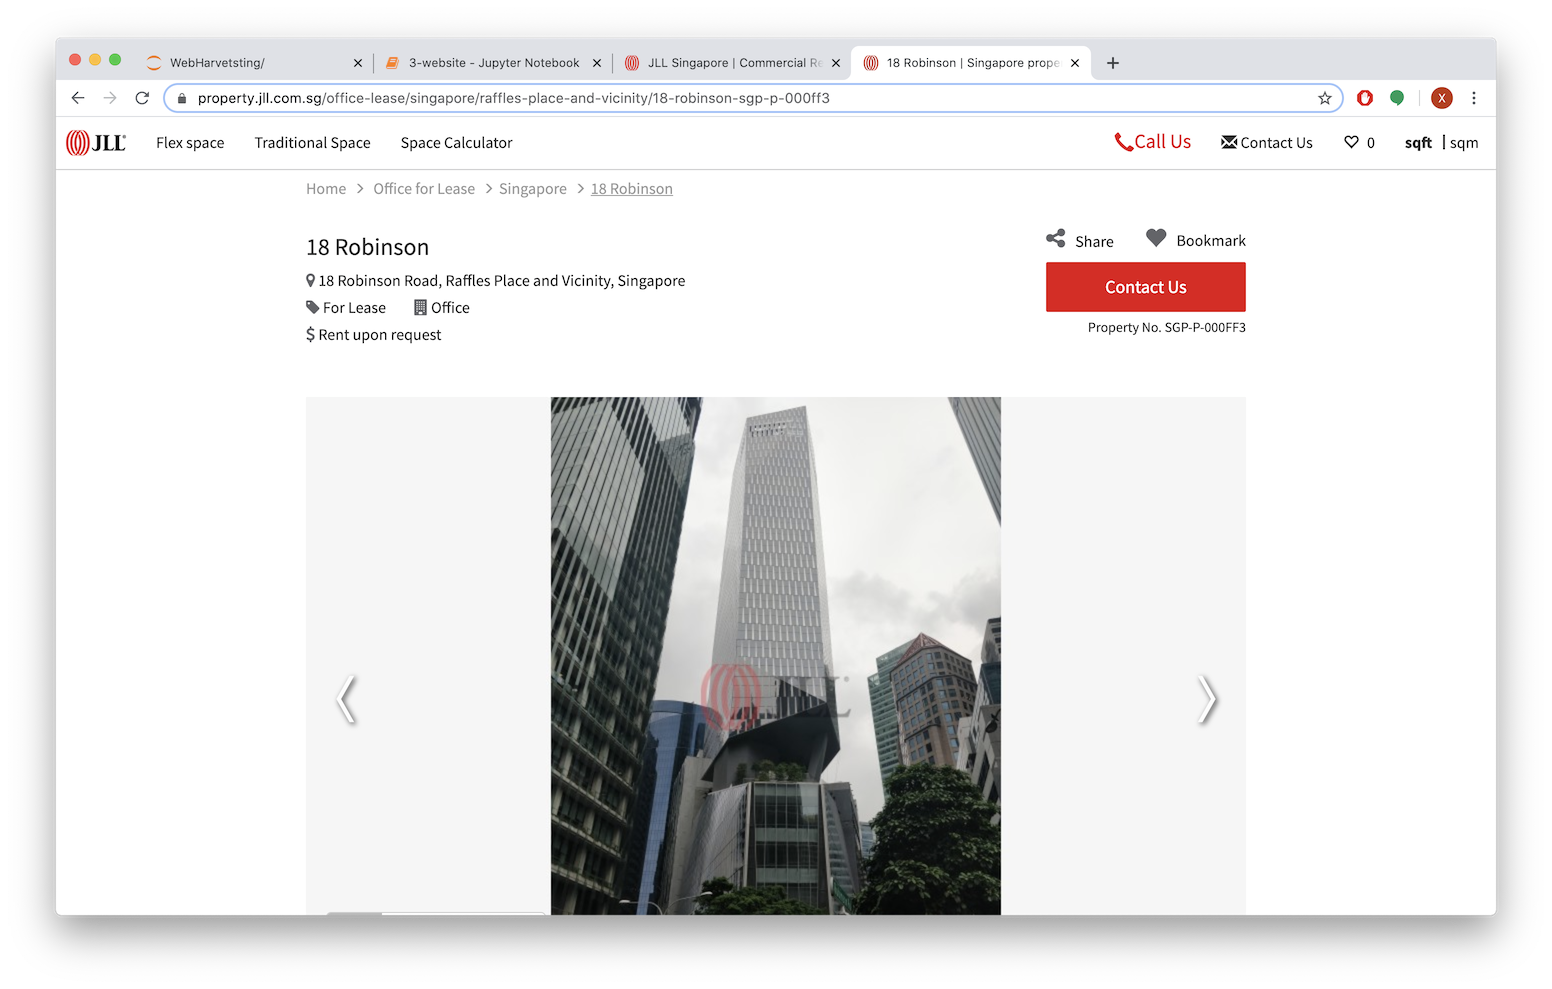 WebHarvetsting/
3-website - Jupyter Notebook
JLL Singapore | Commercial Re
18 Robinson | Singapore prope
property.jll.com.sg/office-lease/singapore/raffles-place-and-vicinity/18-robinson-sgp-p-000ff3
X
JLL
Flex space
Traditional Space
Space Calculator
Call Us
Contact Us
0
sqft | sqm
Home > Office for Lease > Singapore > 18 Robinson
18 Robinson
Share
Bookmark
18 Robinson Road, Raffles Place and Vicinity, Singapore
Contact Us
For Lease
Office
Property No. SGP-P-000FF3
$ Rent upon request
JLL